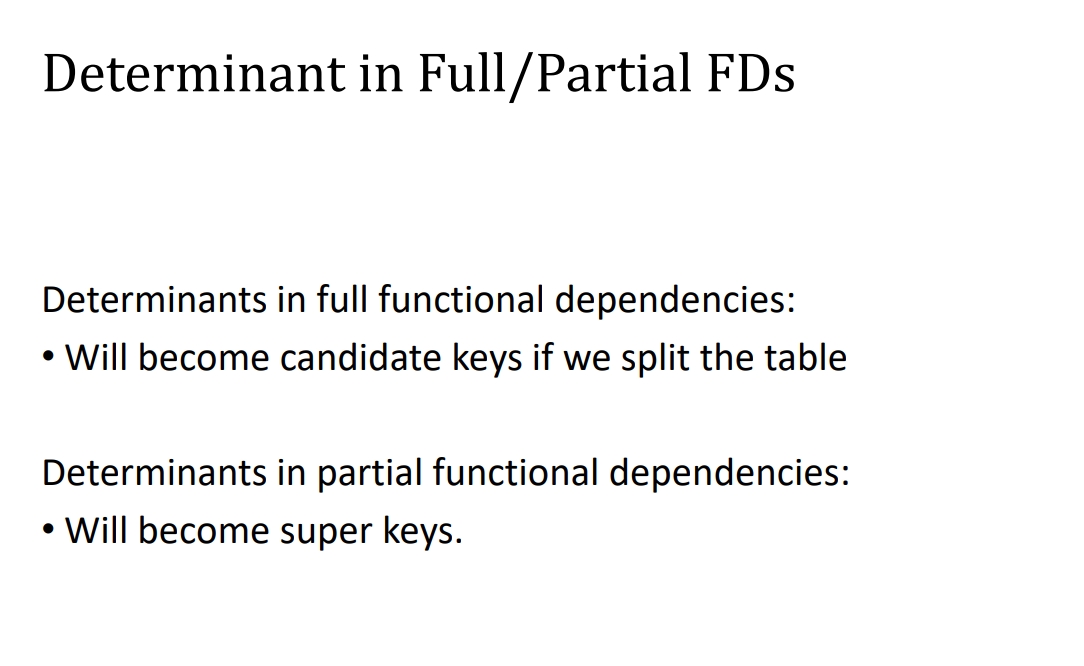 Determinant in Full/Partial FDs
Determinants in full functional dependencies:
• Will become candidate keys if we split the table
Determinants in partial functional dependencies:
• Will become super keys.